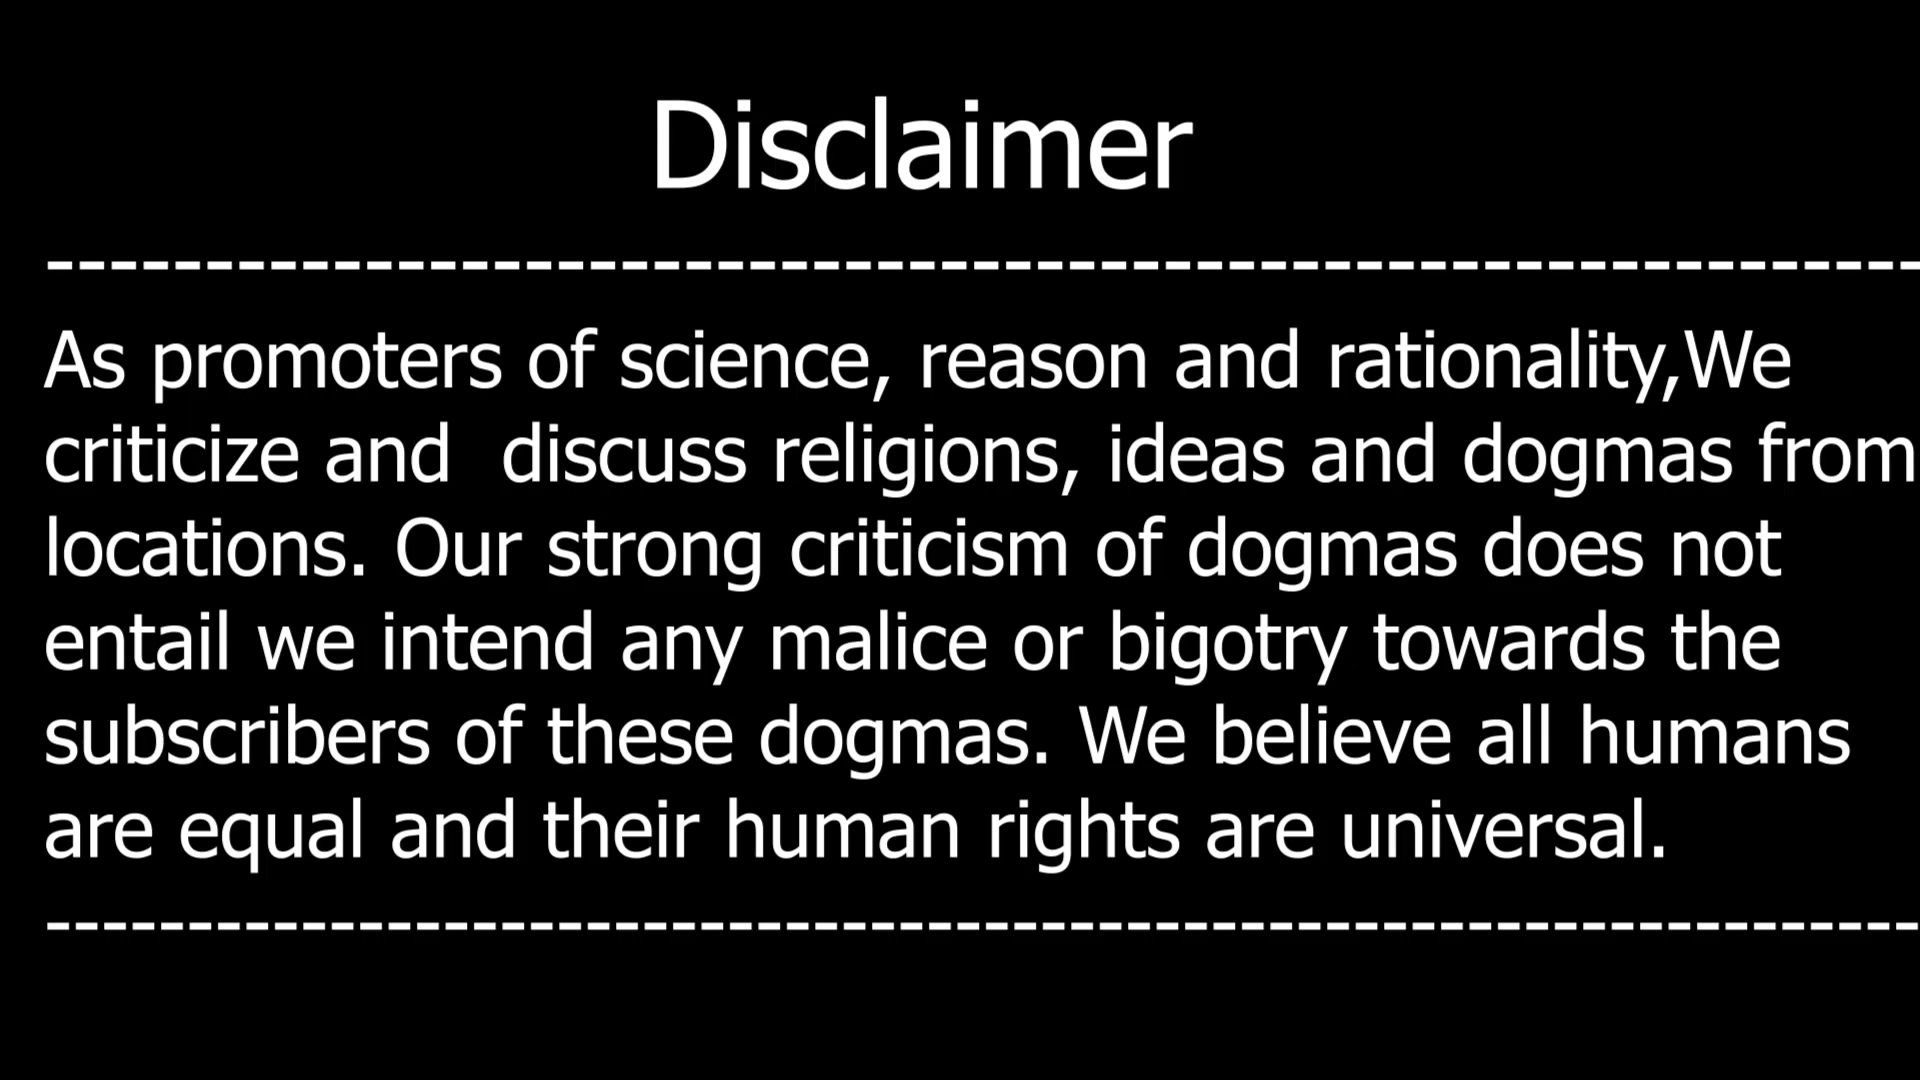 Disclaimer
--------------------------------------------------------------
As promoters of science, reason and rationality,We
criticize and  discuss religions, ideas and dogmas from
locations. Our strong criticism of dogmas does not
entail we intend any malice or bigotry towards the
subscribers of these dogmas. We believe all humans
are equal and their human rights are universal.
--------------------------------------------------------------